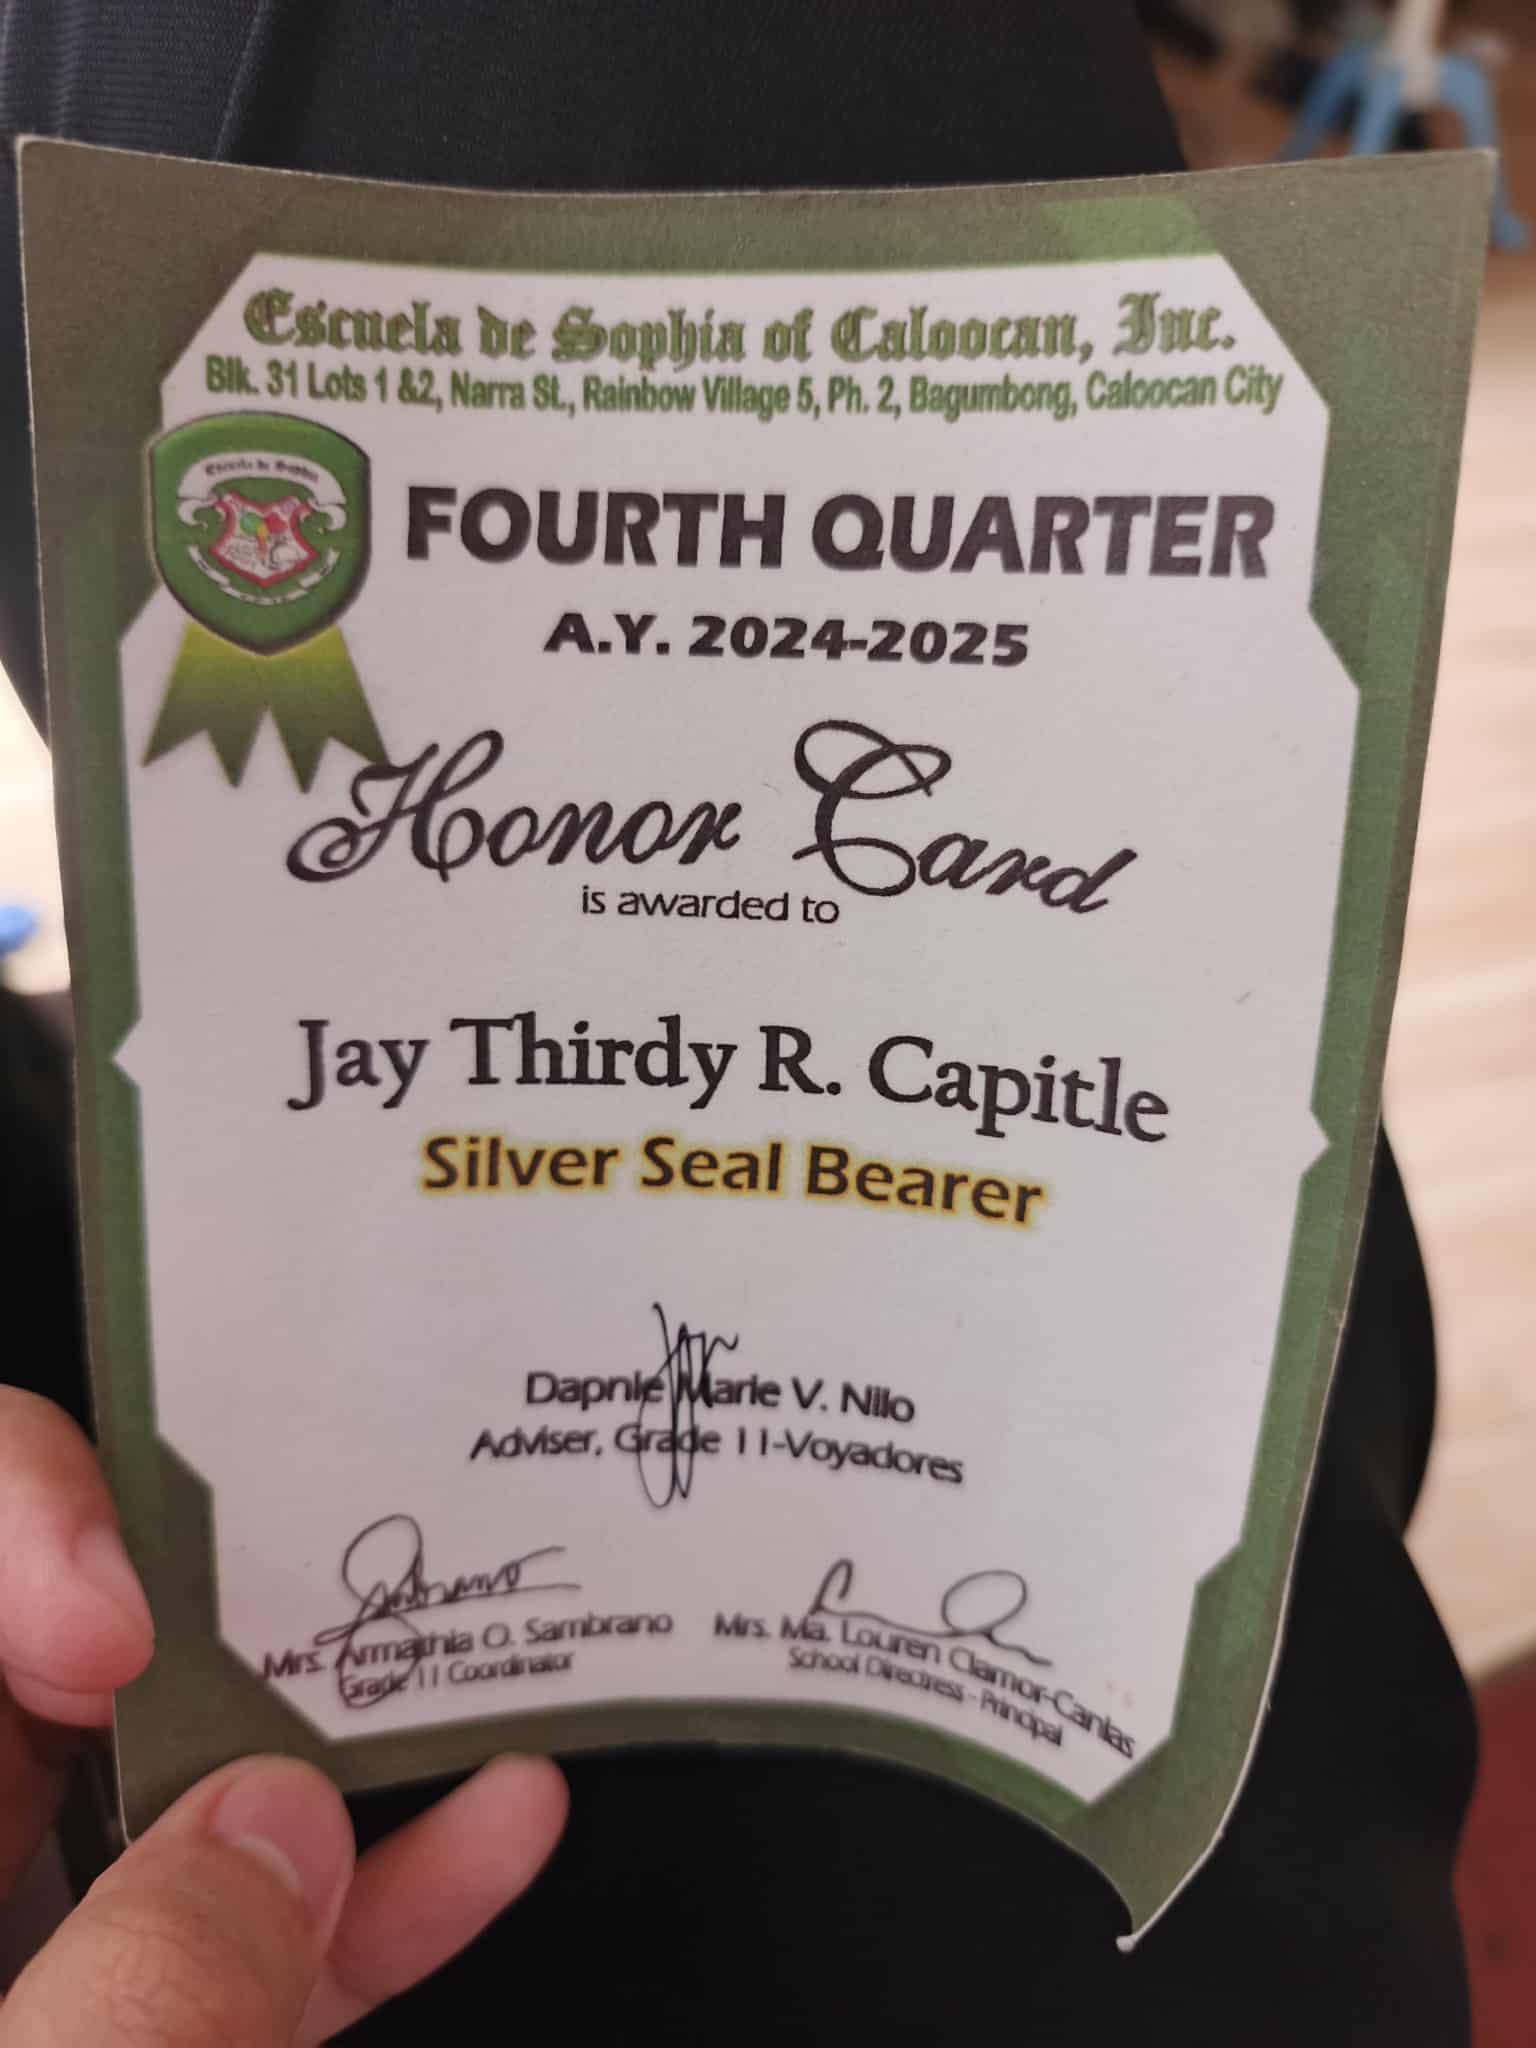 Escuela de Sophia of Caloocan, Inc.
Blk. 31 Lots 1 &2, Narra St., Rainbow Village 5, Ph. 2, Bagumbong, Caloocan City
Escuela de Sophia
FOURTH QUARTER
A.Y. 2024-2025
Honor Card
is awarded to
Jay Thirdy R. Capitle
Silver Seal Bearer
Dapnie Marie V. Nilo
Adviser, Grade 11-Voyadores
Mrs. Armathia O. Sambrano
Grade 11 Coordinator
Mrs. Ma. Louren Clamor-Canlas
School Directress - Principal